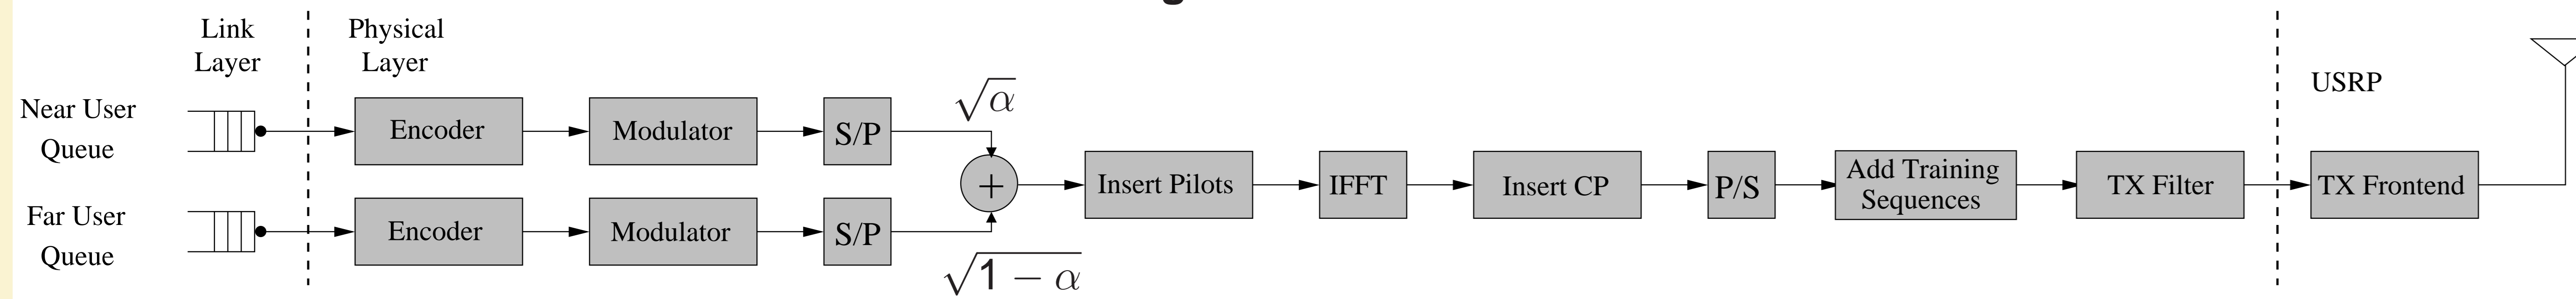 Link
Layer
Physical
Layer
Near User
Queue
Encoder
Modulator
S/P
√α
USRP
Far User
Queue
Encoder
Modulator
S/P
√1 − α
+
Insert Pilots
IFFT
Insert CP
P/S
Add Training
Sequences
TX Filter
TX Frontend